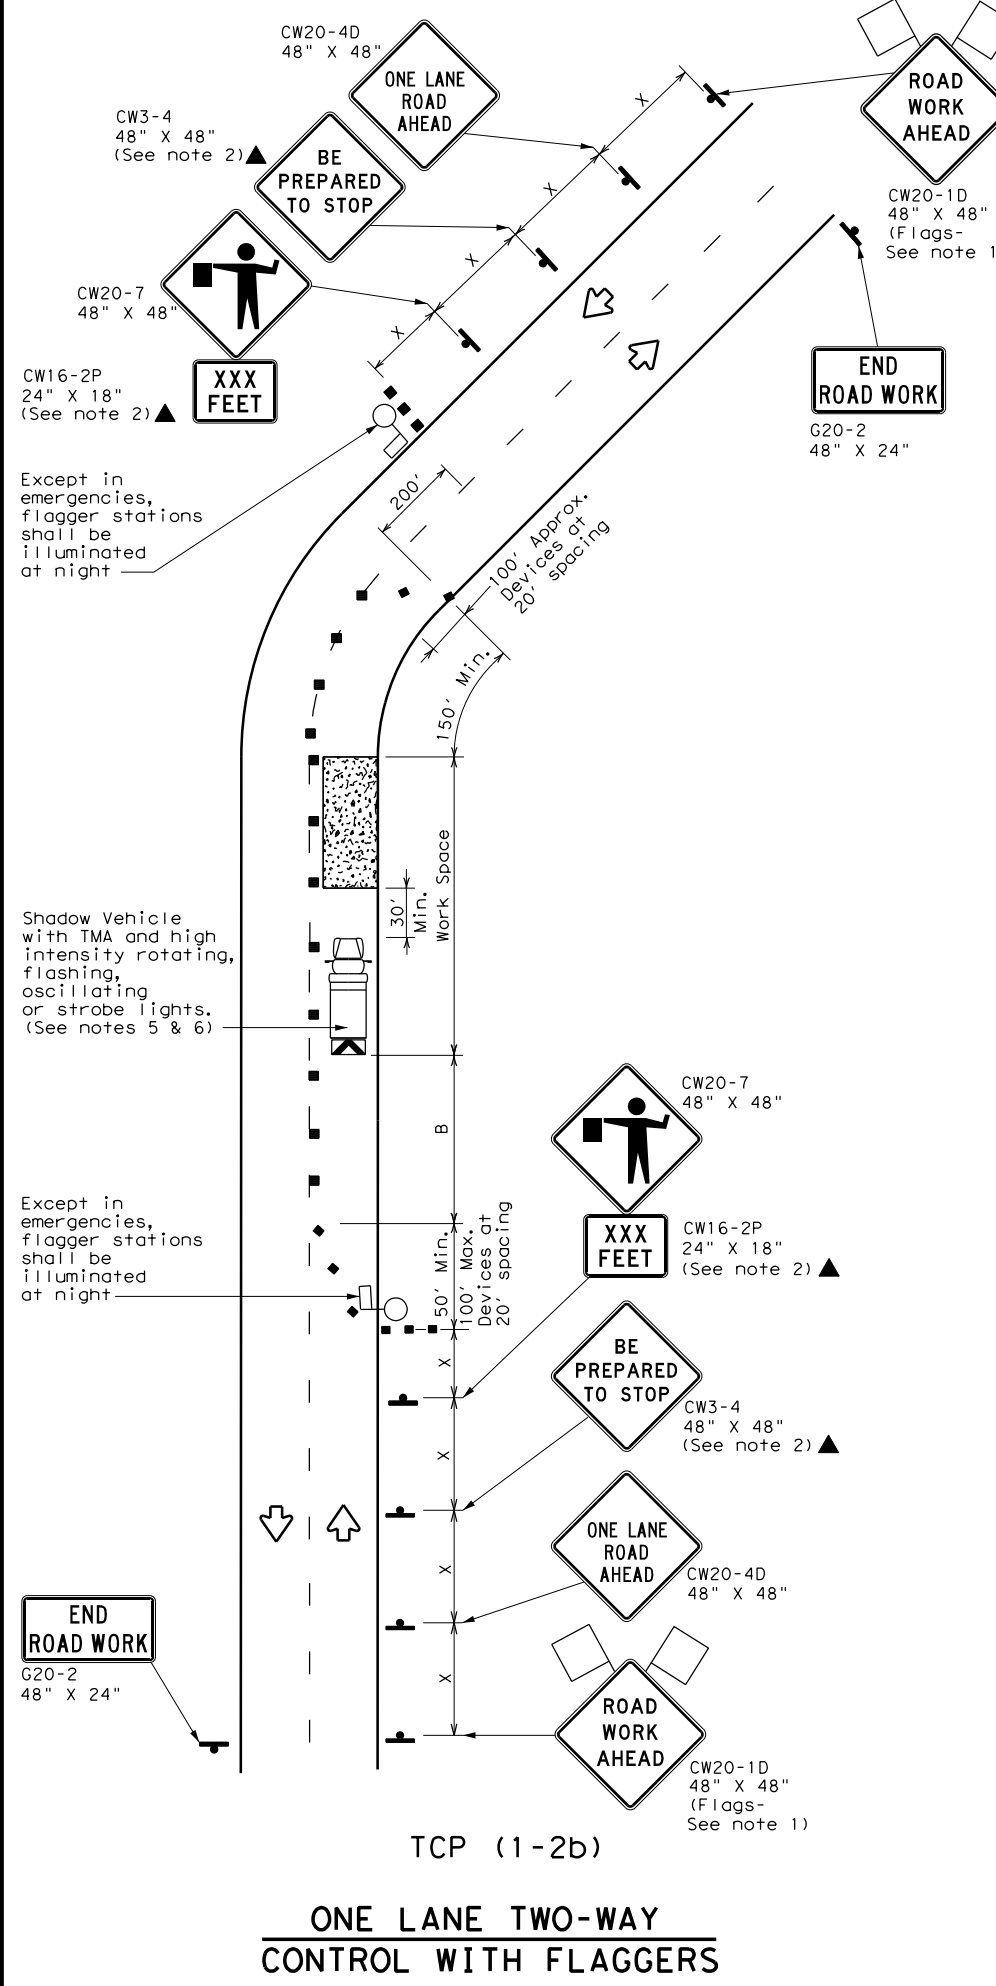 CW20-4D
48" X 48"
ONE LANE
ROAD
AHEAD
X
ROAD
WORK
AHEAD
CW3-4
48" X 48"
(See note 2)
BE
PREPARED
TO STOP
X
CW20-1D
48" X 48"
(Flags-
See note 1
X
CW20-7
48" X 48"
X
CW16-2P
24" X 18"
(See note 2)
XXX
FEET
END
ROAD WORK
G20-2
48" X 24"
Except in
emergencies,
flagger stations
shall be
illuminated
at night
200'
100' Approx.
Devices at
20' spacing
150' Min.
Work Space
30'
Min.
Shadow Vehicle
with TMA and high
intensity rotating,
flashing,
oscillating
or strobe lights.
(See notes 5 & 6)
B
CW20-7
48" X 48"
XXX
FEET
CW16-2P
24" X 18"
(See note 2)
Except in
emergencies,
flagger stations
shall be
illuminated
at night
50' Min.
100' Max.
Devices at
20' spacing
X
BE
PREPARED
TO STOP
CW3-4
48" X 48"
(See note 2)
X
ONE LANE
ROAD
AHEAD
CW20-4D
48" X 48"
X
END
ROAD WORK
G20-2
48" X 24"
X
ROAD
WORK
AHEAD
CW20-1D
48" X 48"
(Flags-
See note 1)
TCP (1-2b)
ONE LANE TWO-WAY
CONTROL WITH FLAGGERS